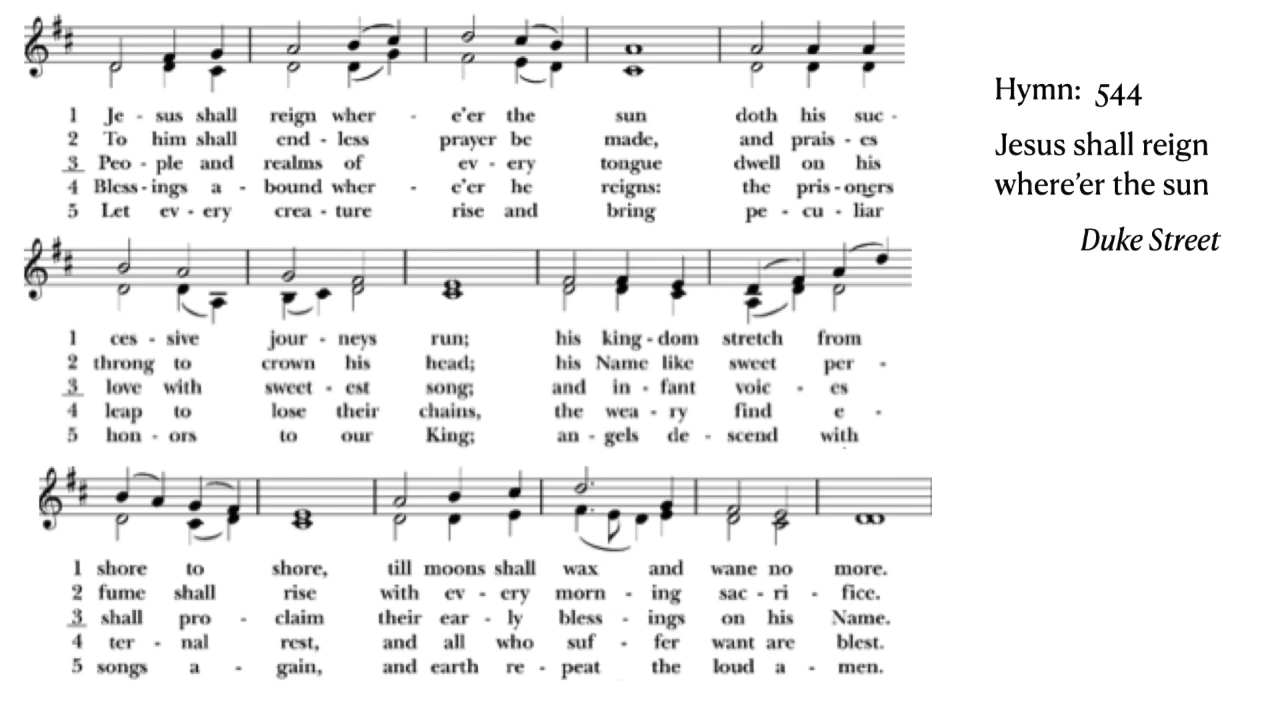 1 Je - sus shall reign wher - e'er the sun doth his suc -
2 To him shall end - less prayer be made, and prais - es
3 Peo - ple and realms of ev - ery tongue dwell on his
4 Bless - ings a - bound wher - e'er he reigns: the pris - oners
5 Let ev - ery crea - ture rise and bring pe - cu - liar
1 ces - sive jour - neys run; his king - dom stretch from
2 throng to crown his head; his Name like sweet per -
3 love with sweet - est song; and in - fant voic - es
4 leap to lose their chains, the wea - ry find e -
5 hon - ors to our King; an - gels de - scend with
1 shore to shore, till moons shall wax and wane no more.
2 fume shall rise with ev - ery morn - ing sac - ri - fice.
3 shall pro - claim their ear - ly bless - ings on his Name.
4 ter - nal rest, and all who suf - fer want are blest.
5 songs a - gain, and earth re - peat the loud a - men.
Hymn: 544
Jesus shall reign
where’er the sun
Duke Street